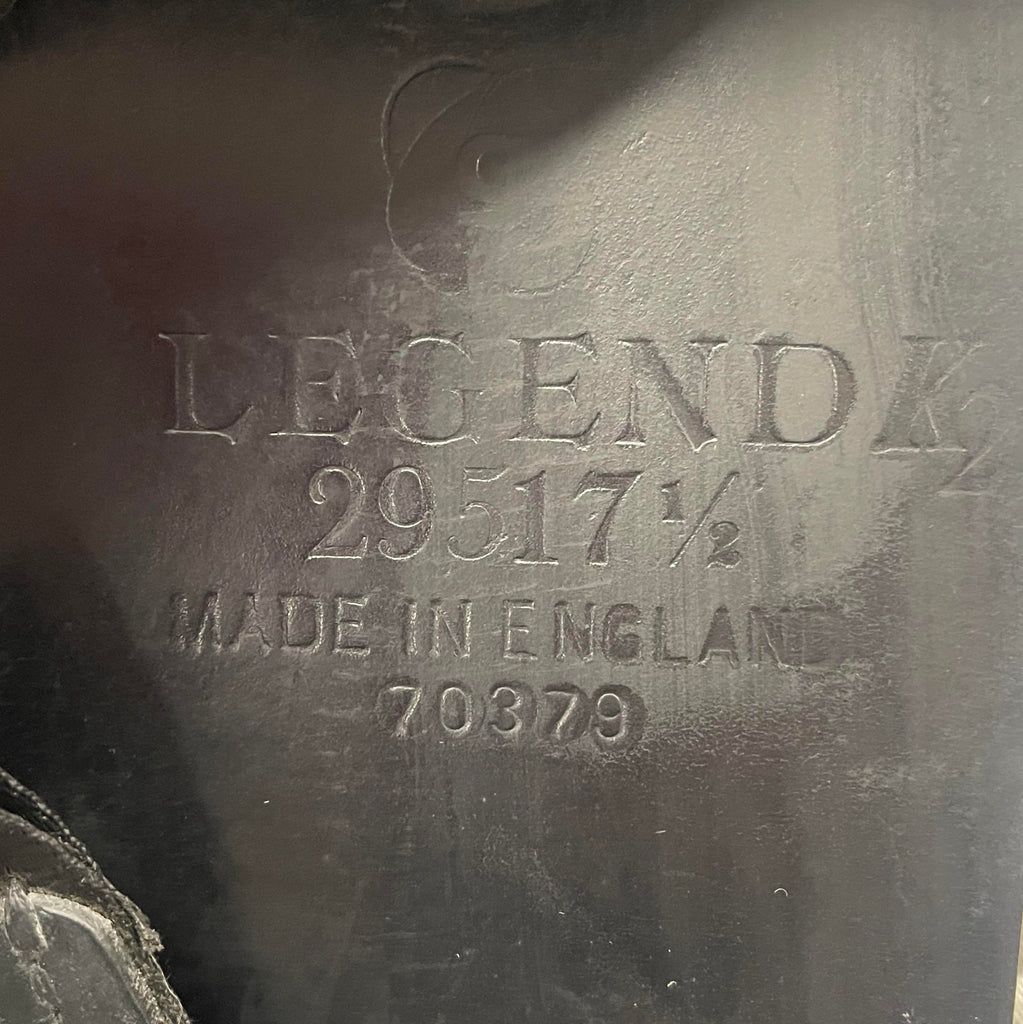 LEGEND K2
29517½
MADE IN ENGLAND
70379